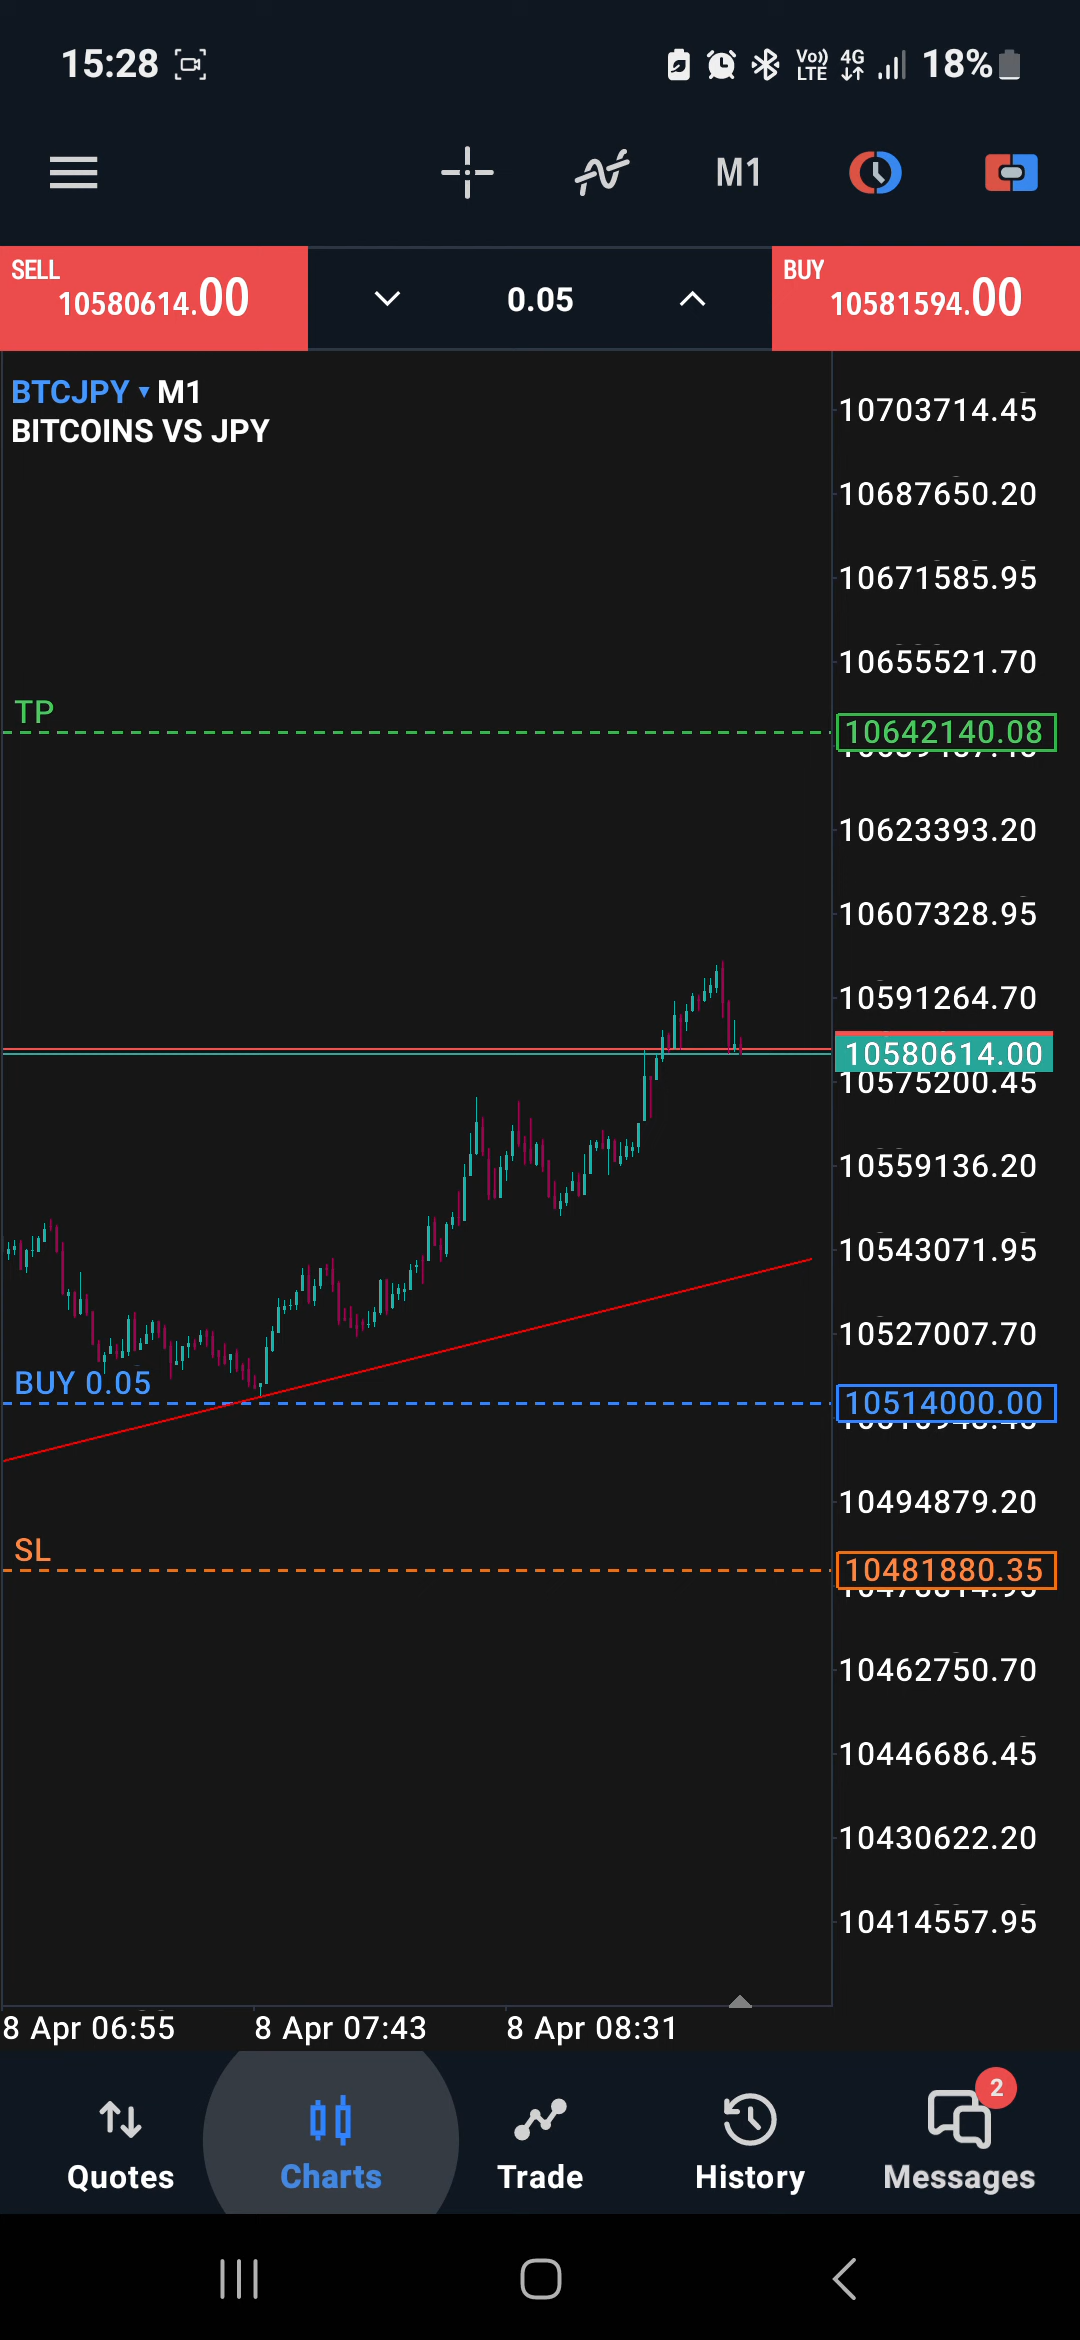 15:28
Vo)) LTE 4G 18%
M1
SELL
10580614.00
0.05
BUY
10581594.00
BTCJPY M1
BITCOINS VS JPY
10703714.45
10687650.20
10671585.95
10655521.70
TP
10642140.08
10623393.20
10607328.95
10591264.70
10580614.00
10575200.45
10559136.20
10543071.95
10527007.70
BUY 0.05
10514000.00
10494879.20
SL
10481880.35
10462750.70
10446686.45
10430622.20
10414557.95
8 Apr 06:55
8 Apr 07:43
8 Apr 08:31
2
Quotes
Charts
Trade
History
Messages